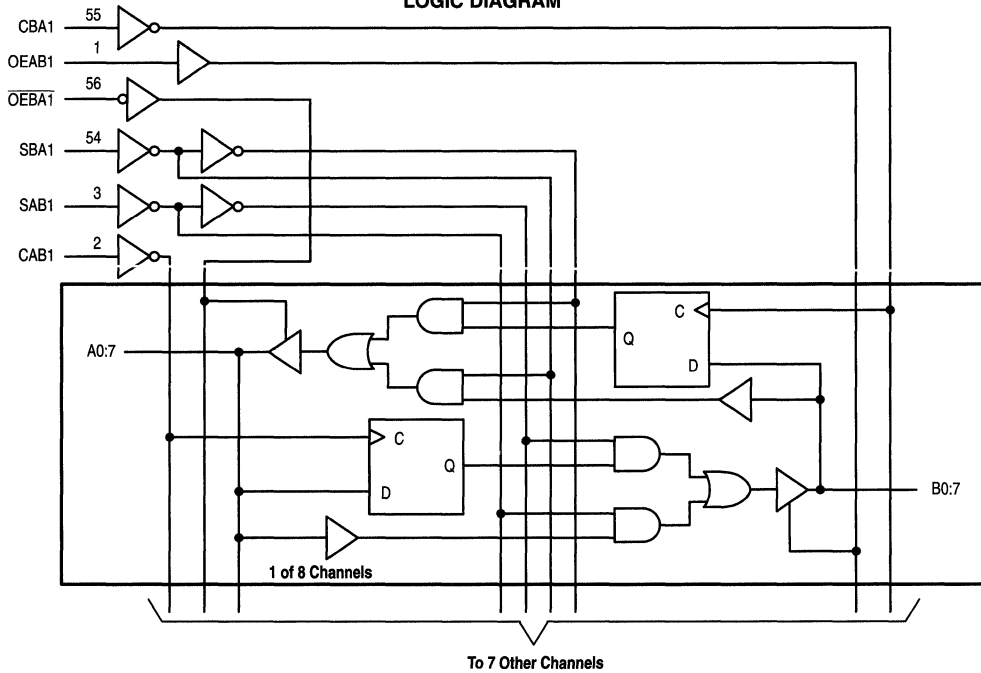 LOGIC DIAGRAM
CBA1 55
OEAB1 1
OEBA1 56
SBA1 54
SAB1 3
CAB1 2
C
Q
A0:7
D
C
Q
D
B0:7
1 of 8 Channels
To 7 Other Channels